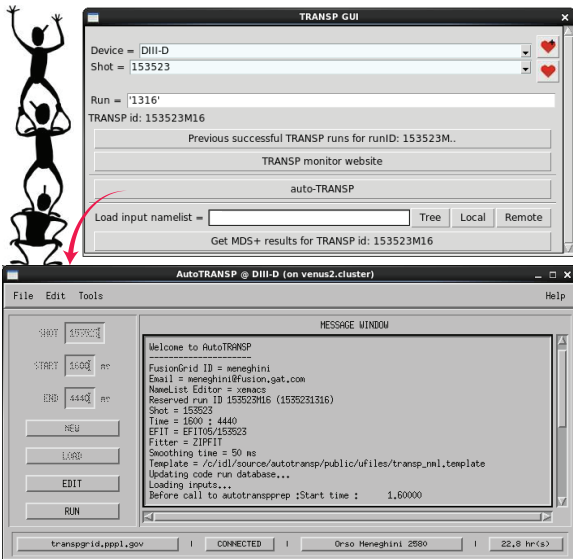 TRANSP GUI
Device = DIII-D
Shot = 153523
Run = '1316'
TRANSP id: 153523M16
Previous successful TRANSP runs for runID: 153523M..
TRANSP monitor website
auto-TRANSP
Load input namelist = Tree Local Remote
Get MDS+ results for TRANSP id: 153523M16
AutoTRANSP @ DIII-D (on venus2.cluster)
File Edit Tools Help
SHOT 153523
START 1600 ms
END 4440 ms
NEW
LOAD
EDIT
RUN
MESSAGE WINDOW
Welcome to AutoTRANSP
---------------------
FusionGrid ID = meneghini
Email = meneghini@fusion.gat.com
NameList Editor = xemacs
Reserved run ID 153523M16 (1535231316)
Shot = 153523
Time = 1600 : 4440
EFIT = EFIT05/153523
Fitter = ZIPFIT
Smoothing time = 50 ms
Template = /c/idl/source/autotransp/public/ufiles/transp_nml.template
Updating code run database...
Loading inputs...
Before call to autotranspprep :Start time : 1.60000
transpgrid.pppl.gov | CONNECTED | Orso Meneghini 2580 | 22.8 hr(s)